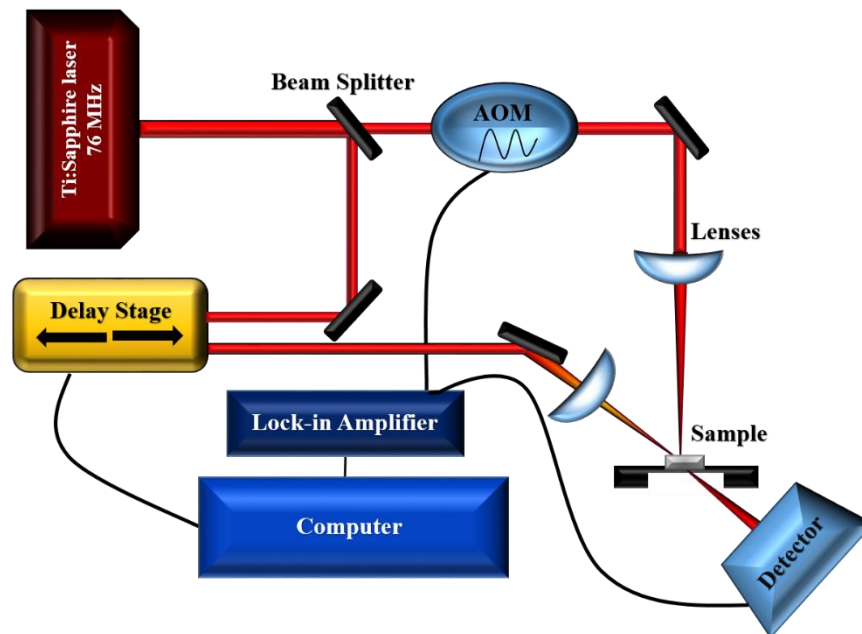 Ti:Sapphire laser
76 MHz
Beam Splitter
AOM
Lenses
Delay Stage
Lock-in Amplifier
Sample
Computer
Detector